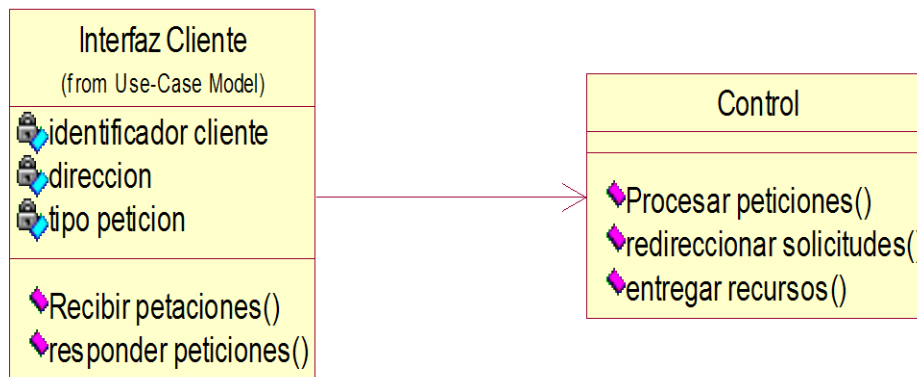 Interfaz Cliente
(from Use-Case Model)
identificador cliente
direccion
tipo peticion
Recibir petaciones()
responder peticiones()
Control
Procesar peticiones()
redireccionar solicitudes()
entregar recursos()